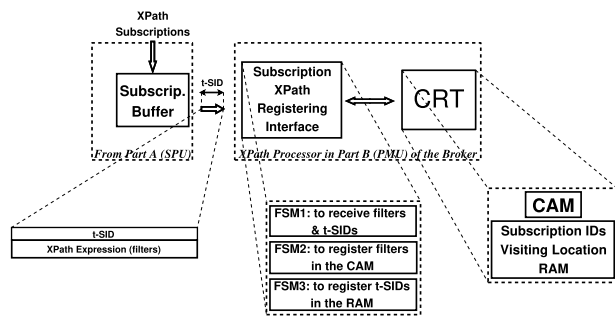 XPath
Subscriptions
Subscrip.
Buffer
t-SID
Subscription
XPath
Registering
Interface
CRT
From Part A (SPU)
XPath Processor in Part B (PMU) of the Broker
t-SID
XPath Expression (filters)
FSM1: to receive filters
& t-SIDs
FSM2: to register filters
in the CAM
FSM3: to register t-SIDs
in the RAM
CAM
Subscription IDs
Visiting Location
RAM